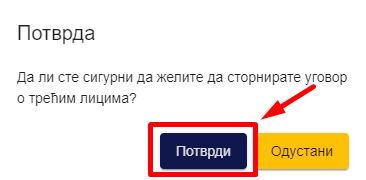 Потврда
Да ли сте сигурни да желите да сторнирате уговор
о трећим лицима?
Потврди Одустани